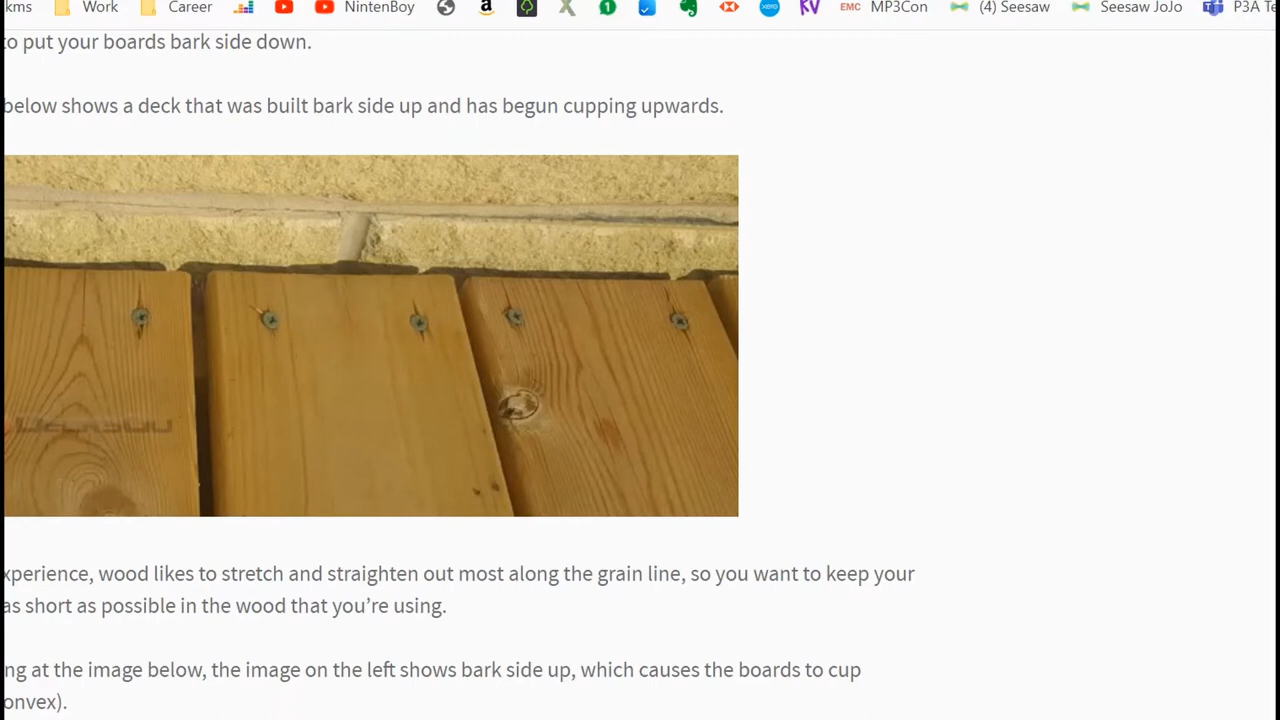 kms Work Career NintenBoy MP3Con (4) Seesaw Seesaw JoJo P3A Te
EMC
to put your boards bark side down.
below shows a deck that was built bark side up and has begun cupping upwards.
xperience, wood likes to stretch and straighten out most along the grain line, so you want to keep your
as short as possible in the wood that you’re using.
ng at the image below, the image on the left shows bark side up, which causes the boards to cup
onvex).